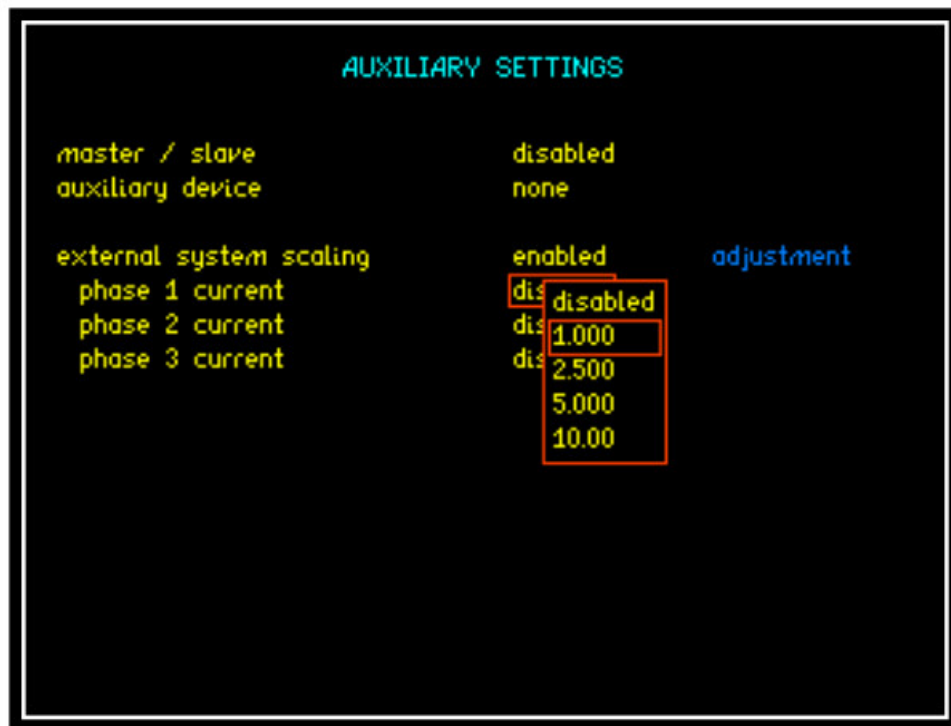 AUXILIARY SETTINGS
master / slave disabled
auxiliary device none
external system scaling enabled adjustment
phase 1 current dis
phase 2 current dis
phase 3 current dis
disabled
1.000
2.500
5.000
10.00